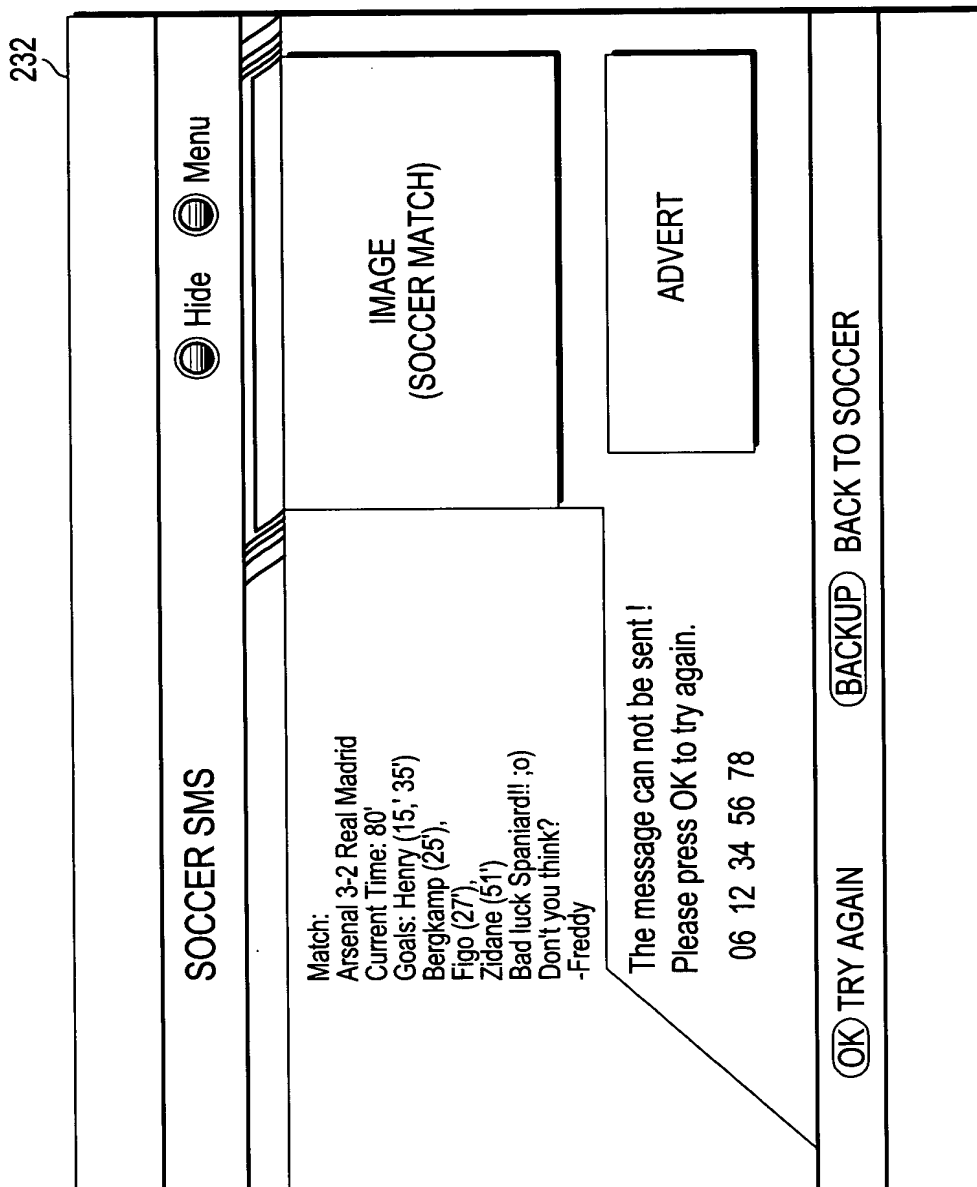 232
SOCCER SMS
Hide
Menu
Match:
Arsenal 3-2 Real Madrid
Current Time: 80'
Goals: Henry (15,' 35')
Bergkamp (25'),
Figo (27'),
Zidane (51')
Bad luck Spaniard!! ;o)
Don't you think?
-Freddy
IMAGE
(SOCCER MATCH)
The message can not be sent !
Please press OK to try again.
06 12 34 56 78
ADVERT
OK TRY AGAIN
BACKUP BACK TO SOCCER